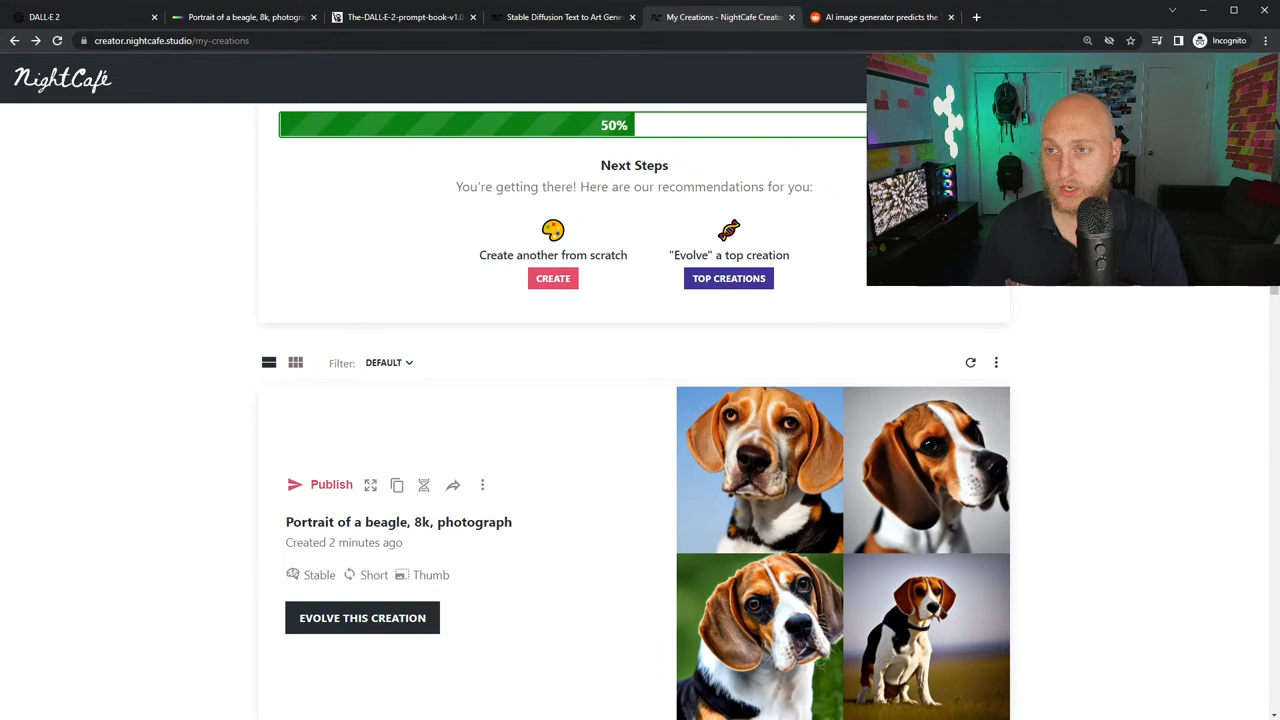 DALL-E 2
Portrait of a beagle, 8k, photogra
The-DALL-E-2-prompt-book-v1.0
Stable Diffusion Text to Art Gene
My Creations - NightCafe Creato
AI image generator predicts the
creator.nightcafe.studio/my-creations
Incognito
NightCafé
50%
Next Steps
You're getting there! Here are our recommendations for you:
Create another from scratch
"Evolve" a top creation
CREATE
TOP CREATIONS
Filter: DEFAULT
Publish
Portrait of a beagle, 8k, photograph
Created 2 minutes ago
Stable Short Thumb
EVOLVE THIS CREATION